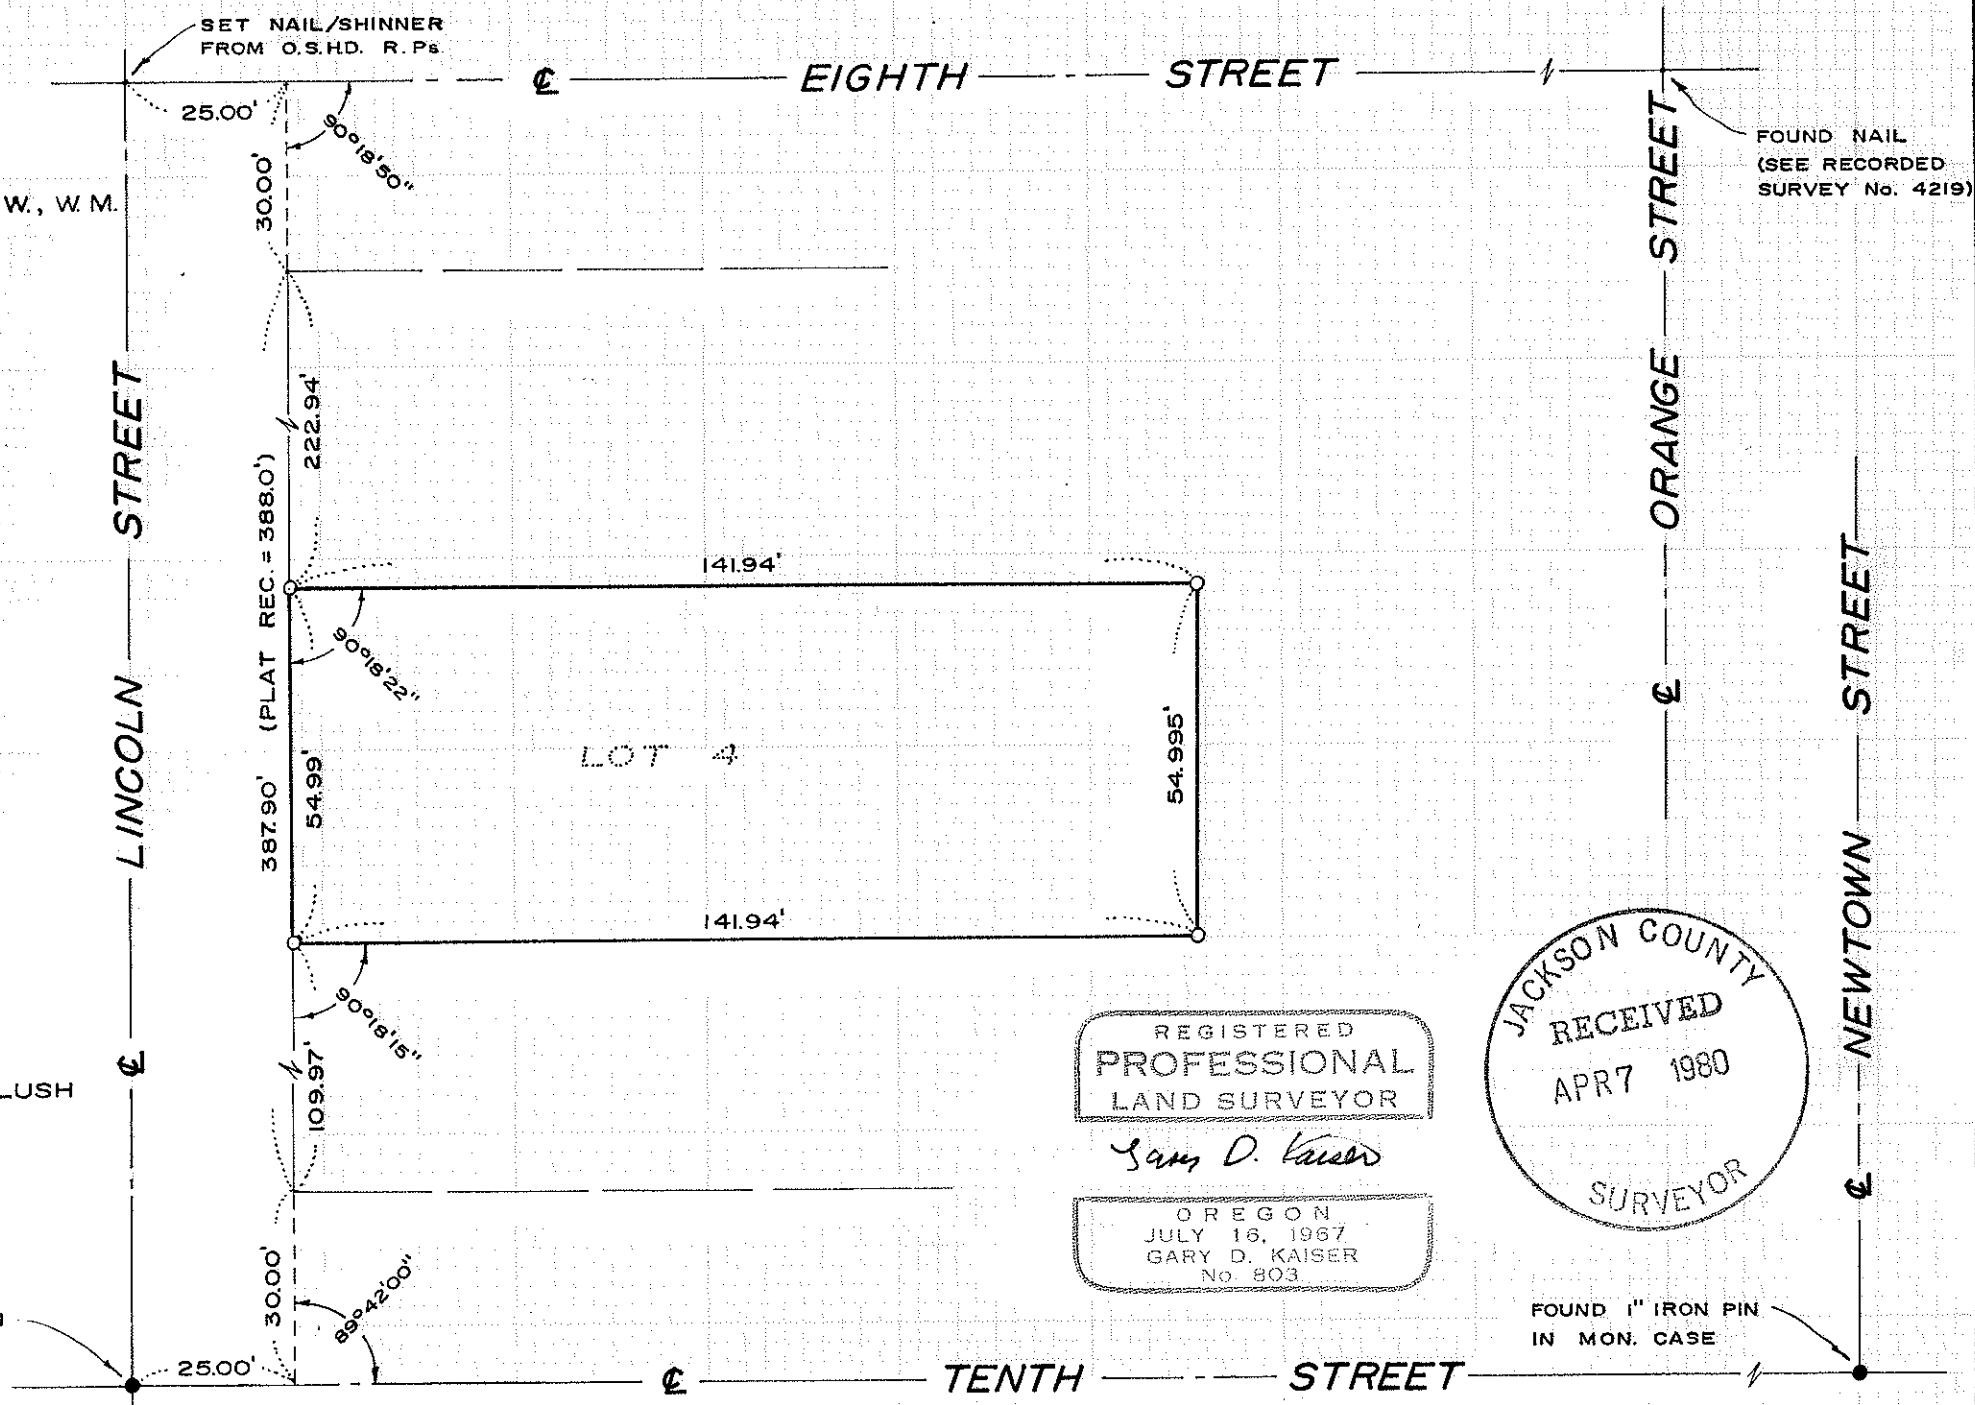 SET NAIL/SHINNER
FROM O.S.H.D. R.Ps.
℄ EIGHTH STREET
25.00'
90°18'50"
30.00'
FOUND NAIL
(SEE RECORDED
SURVEY No. 4219)
W., W.M.
LINCOLN STREET ℄
ORANGE STREET ℄
NEWTOWN STREET ℄
222.94'
387.90' (PLAT REC. = 388.0')
141.94'
90°18'22"
54.99'
LOT 4
54.995'
141.94'
90°18'15"
109.97'
LUSH
REGISTERED
PROFESSIONAL
LAND SURVEYOR
Gary D. Kaiser
OREGON
JULY 16, 1967
GARY D. KAISER
No. 803
JACKSON COUNTY
RECEIVED
APR 7 1980
SURVEYOR
30.00'
89°42'00"
25.00'
FOUND 1" IRON PIN
IN MON. CASE
℄ TENTH STREET